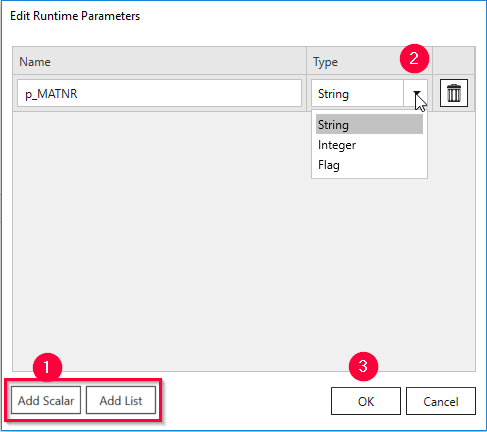 Edit Runtime Parameters
Name Type 2
p_MATNR String
String
Integer
Flag
1 3
Add Scalar Add List OK Cancel